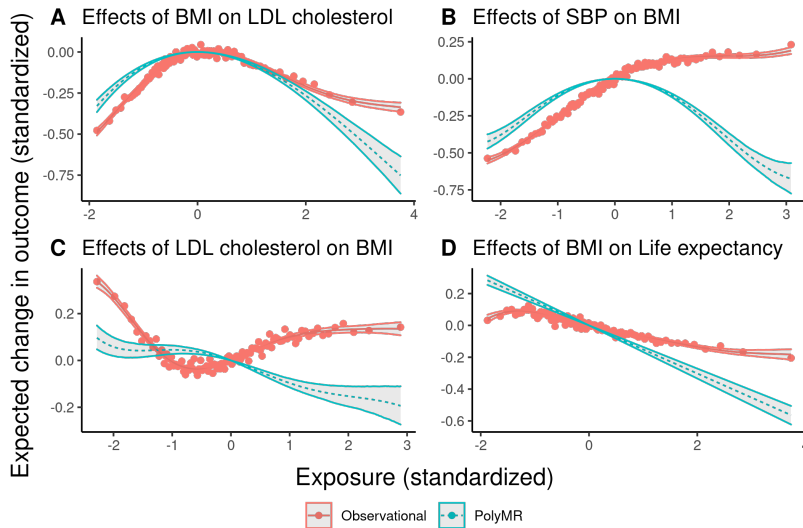 A Effects of BMI on LDL cholesterol
B Effects of SBP on BMI
Expected change in outcome (standardized)
0.00
-0.25
-0.50
-0.75
-2 0 2 4
0.25
0.00
-0.25
-0.50
-0.75
-2 -1 0 1 2 3
C Effects of LDL cholesterol on BMI
D Effects of BMI on Life expectancy
0.2
0.0
-0.2
-2 -1 0 1 2 3
0.2
0.0
-0.2
-0.4
-0.6
-2 0 2 4
Exposure (standardized)
Observational PolyMR